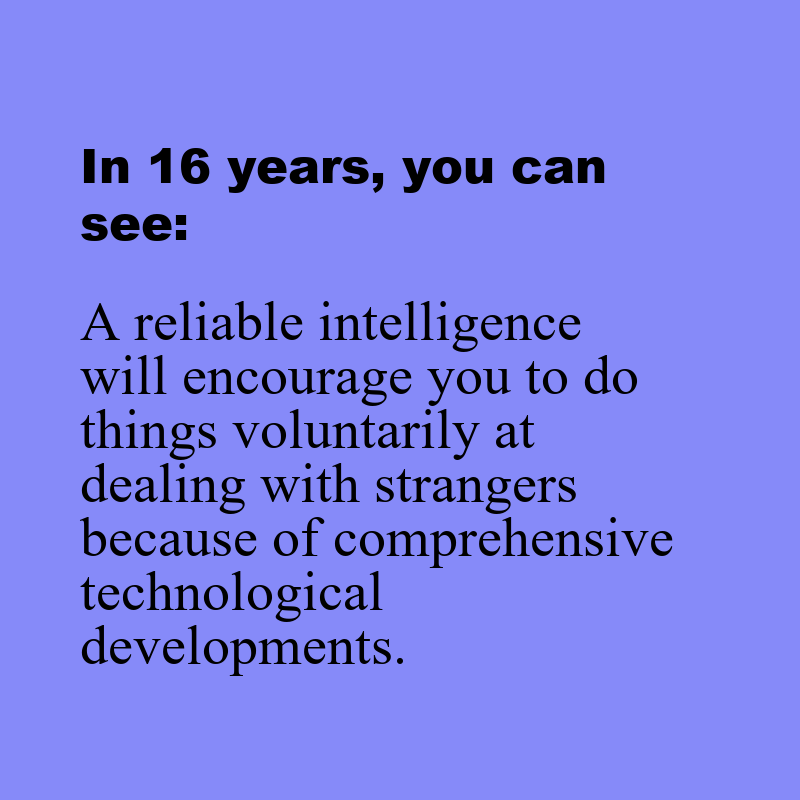 In 16 years, you can
see:
A reliable intelligence
will encourage you to do
things voluntarily at
dealing with strangers
because of comprehensive
technological
developments.